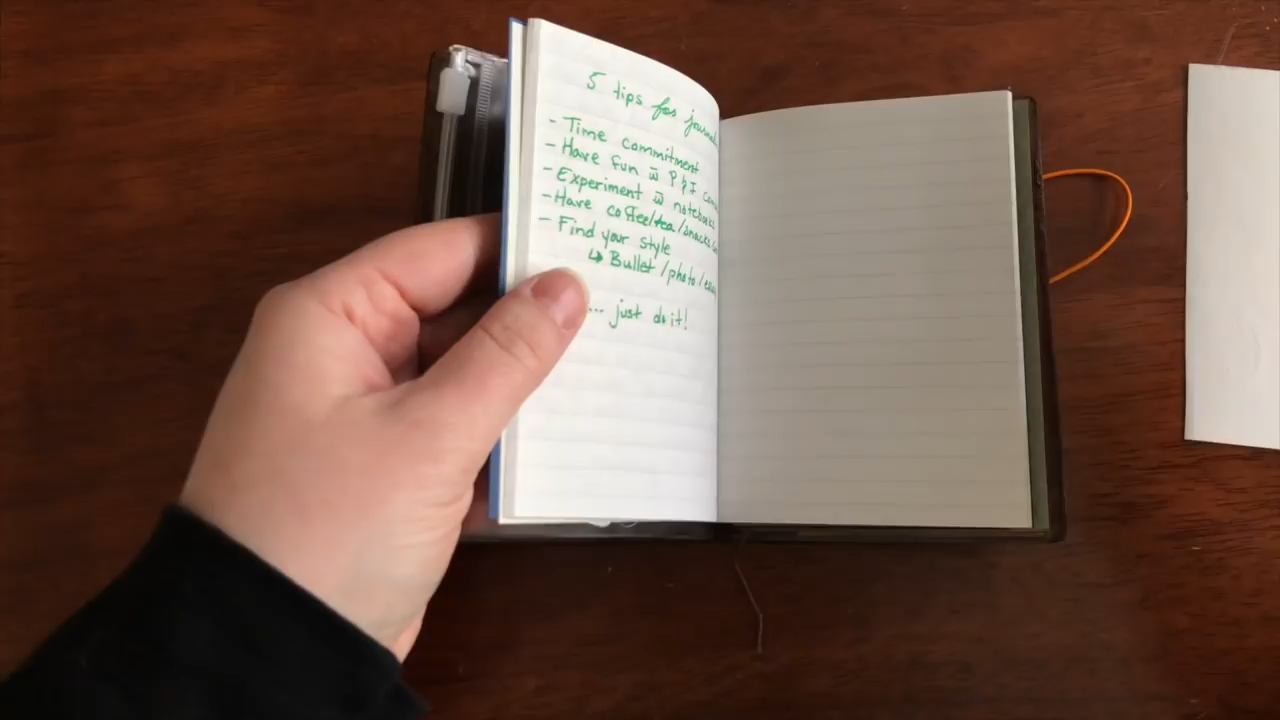 5 tips for journal
- Time commitment
- Have fun w̄ P & I
- Experiment w̄ notebooks
- Have coffee/tea/snacks
- Find your style
↳ Bullet/photo/
... just do it!